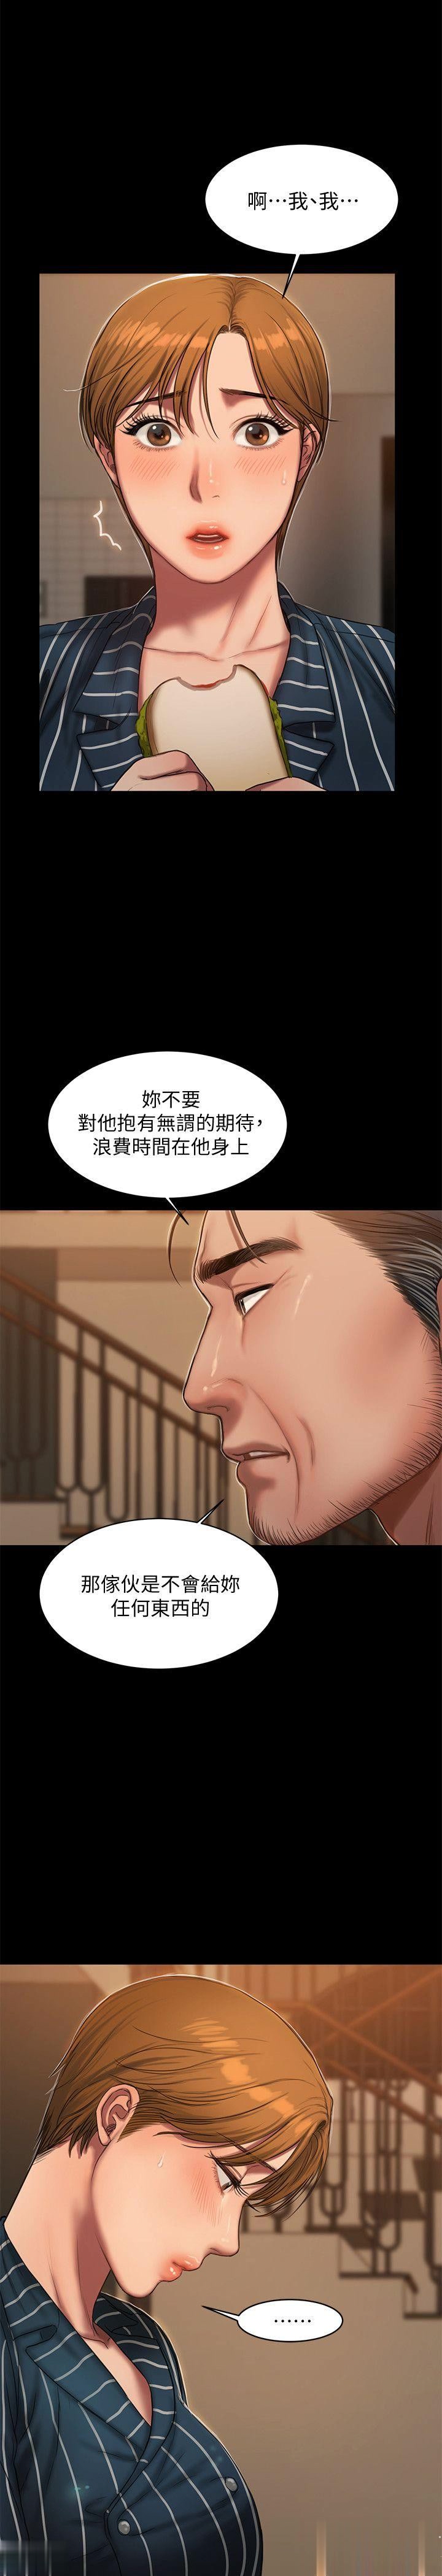 啊⋯我、我⋯
妳不要
對他抱有無謂的期待，
浪費時間在他身上
那傢伙是不會給妳
任何東西的
⋯⋯